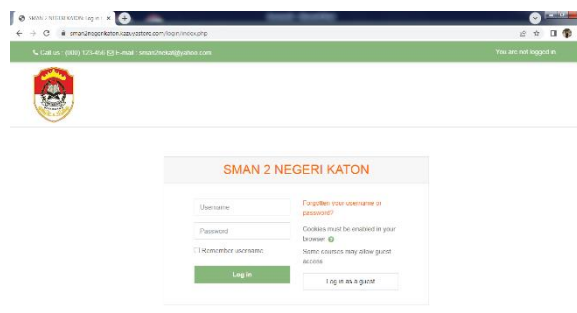 SMAN 2 NEGERI KATON: Log in
sman2negerikaton.kazuyastore.com/login/index.php
Call us : (000) 123-456 E-mail : sman2nekat@yahoo.com
You are not logged in.
SMAN 2 NEGERI KATON
Username
Password
Remember username
Log in
Forgotten your username or
password?
Cookies must be enabled in your
browser
Some courses may allow guest
access
Log in as a guest